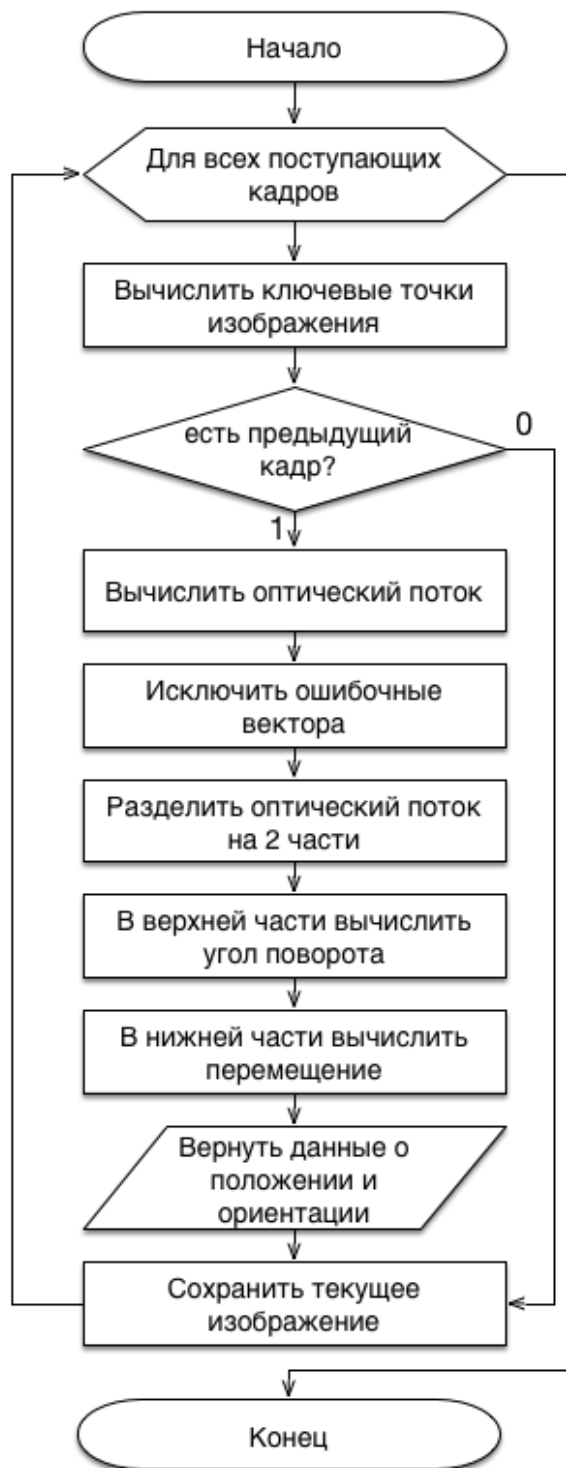 Начало
Для всех поступающих
кадров
Вычислить ключевые точки
изображения
есть предыдущий
кадр?
0
1
Вычислить оптический поток
Исключить ошибочные
вектора
Разделить оптический поток
на 2 части
В верхней части вычислить
угол поворота
В нижней части вычислить
перемещение
Вернуть данные о
положении и
ориентации
Сохранить текущее
изображение
Конец